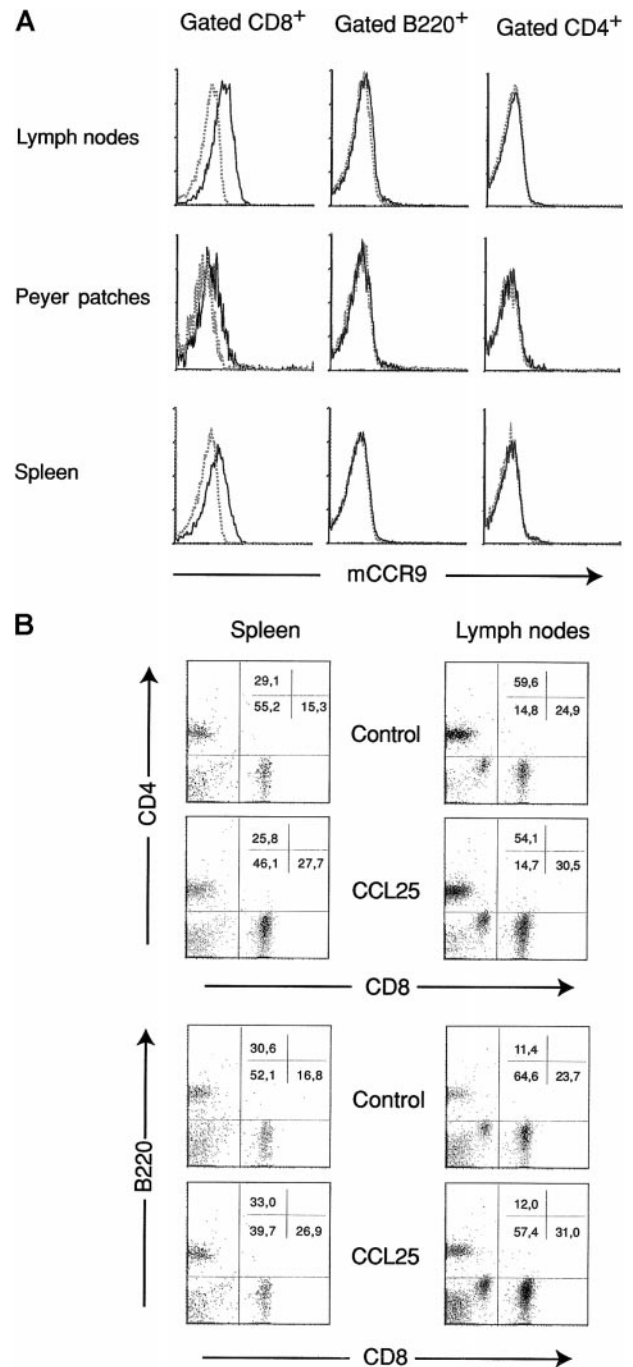 A
Gated CD8+ Gated B220+ Gated CD4+
Lymph nodes
Peyer patches
Spleen
mCCR9
B
Spleen Lymph nodes
29,1 59,6
55,2 15,3 14,8 24,9
Control
25,8 54,1
46,1 27,7 14,7 30,5
CCL25
CD4
CD8
30,6 11,4
52,1 16,8 64,6 23,7
Control
33,0 12,0
39,7 26,9 57,4 31,0
CCL25
B220
CD8